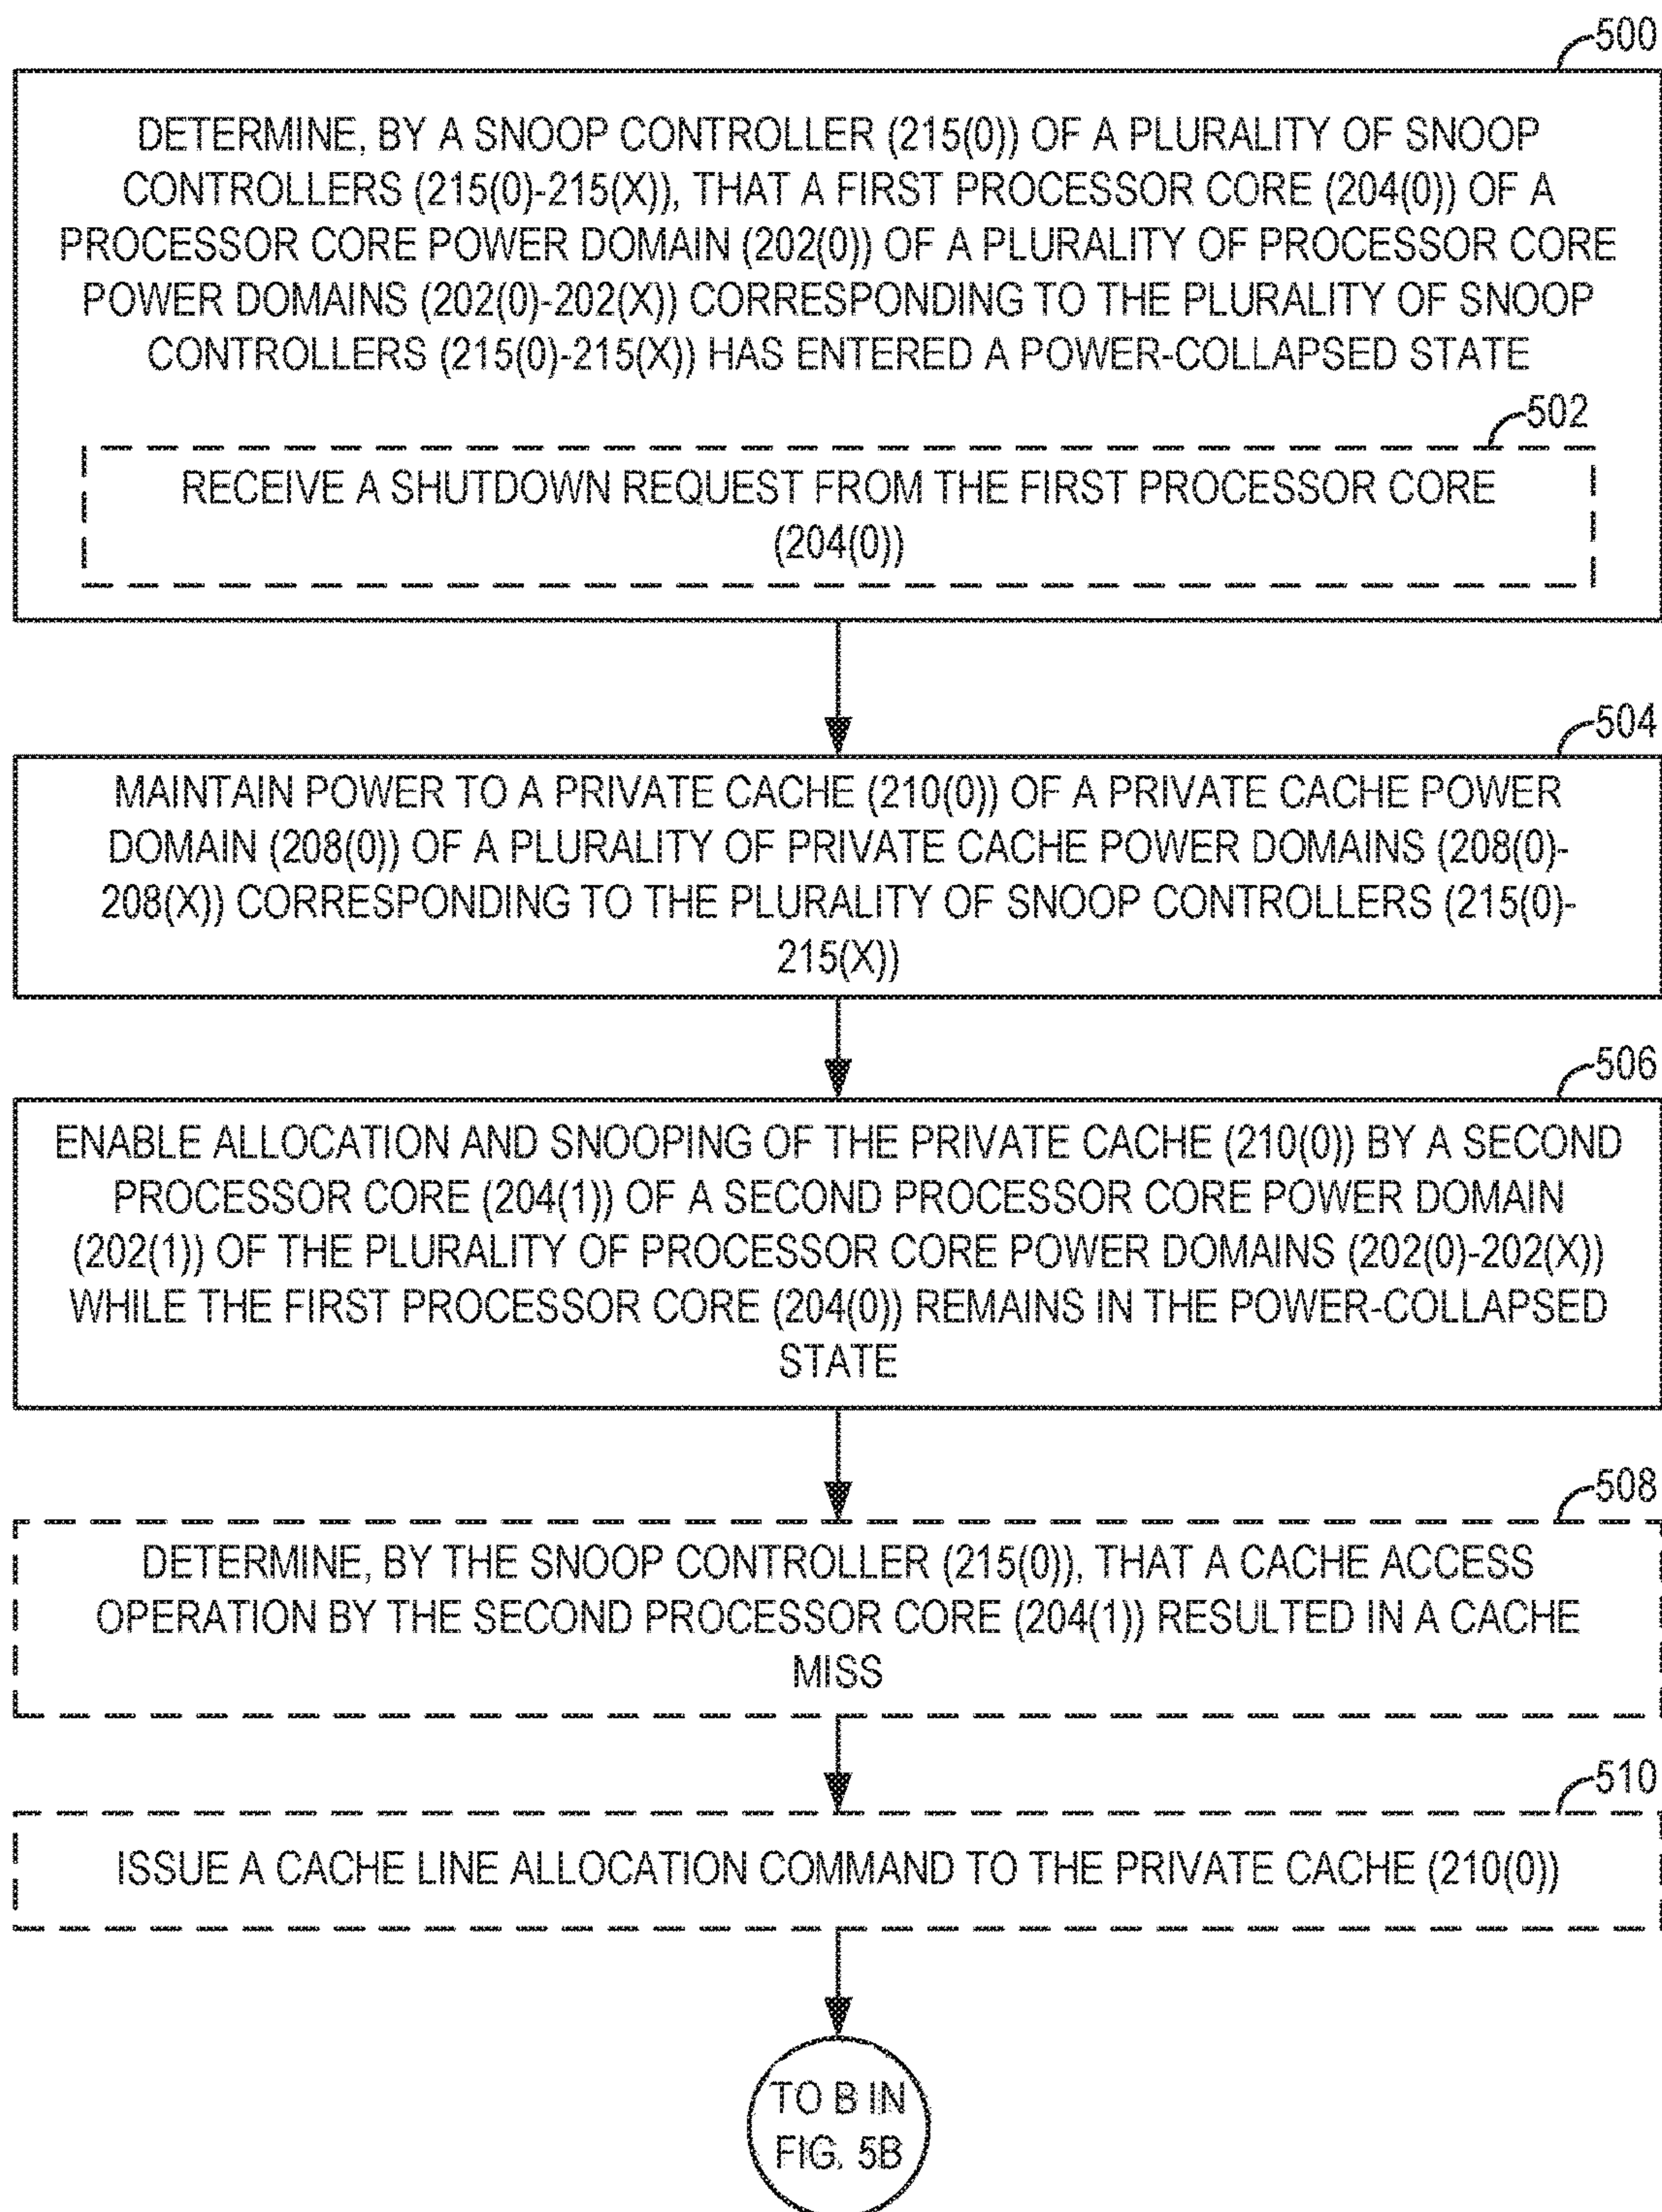 500
DETERMINE, BY A SNOOP CONTROLLER (215(0)) OF A PLURALITY OF SNOOP
CONTROLLERS (215(0)-215(X)), THAT A FIRST PROCESSOR CORE (204(0)) OF A
PROCESSOR CORE POWER DOMAIN (202(0)) OF A PLURALITY OF PROCESSOR CORE
POWER DOMAINS (202(0)-202(X)) CORRESPONDING TO THE PLURALITY OF SNOOP
CONTROLLERS (215(0)-215(X)) HAS ENTERED A POWER-COLLAPSED STATE
502
RECEIVE A SHUTDOWN REQUEST FROM THE FIRST PROCESSOR CORE
(204(0))
504
MAINTAIN POWER TO A PRIVATE CACHE (210(0)) OF A PRIVATE CACHE POWER
DOMAIN (208(0)) OF A PLURALITY OF PRIVATE CACHE POWER DOMAINS (208(0)-
208(X)) CORRESPONDING TO THE PLURALITY OF SNOOP CONTROLLERS (215(0)-
215(X))
506
ENABLE ALLOCATION AND SNOOPING OF THE PRIVATE CACHE (210(0)) BY A SECOND
PROCESSOR CORE (204(1)) OF A SECOND PROCESSOR CORE POWER DOMAIN
(202(1)) OF THE PLURALITY OF PROCESSOR CORE POWER DOMAINS (202(0)-202(X))
WHILE THE FIRST PROCESSOR CORE (204(0)) REMAINS IN THE POWER-COLLAPSED
STATE
508
DETERMINE, BY THE SNOOP CONTROLLER (215(0)), THAT A CACHE ACCESS
OPERATION BY THE SECOND PROCESSOR CORE (204(1)) RESULTED IN A CACHE
MISS
510
ISSUE A CACHE LINE ALLOCATION COMMAND TO THE PRIVATE CACHE (210(0))
TO B IN
FIG. 5B